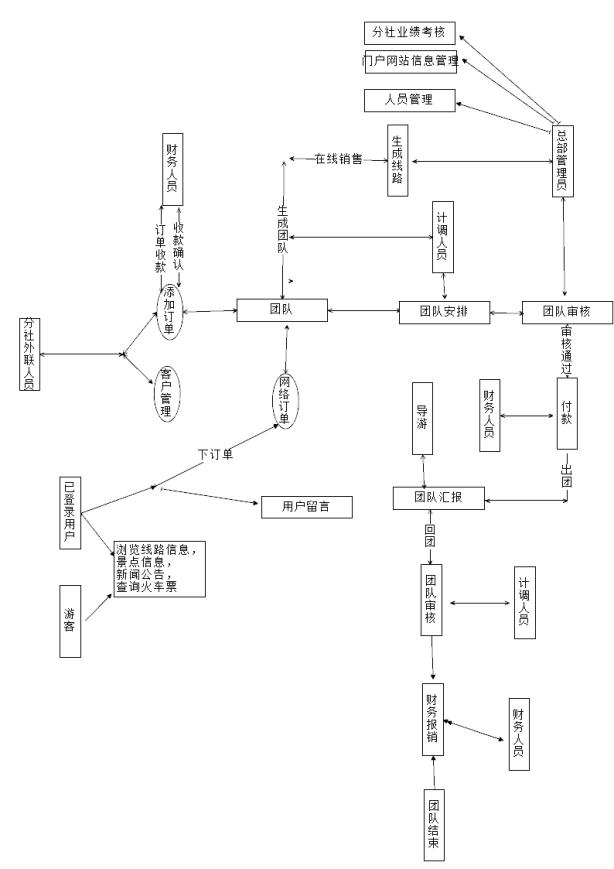 分社业绩考核
门户网站信息管理
人员管理
总部管理员
财务人员
生成线路
在线销售
生成团队
计调人员
订单收款
收款确认
添加订单
团队
团队安排
团队审核
分社外联人员
审核通过
客户管理
网络订单
导游
财务人员
付款
下订单
出团
已登录用户
用户留言
团队汇报
回团
浏览线路信息，
景点信息，
新闻公告，
查询火车票
游客
团队审核
计调人员
财务报销
财务人员
团队结束